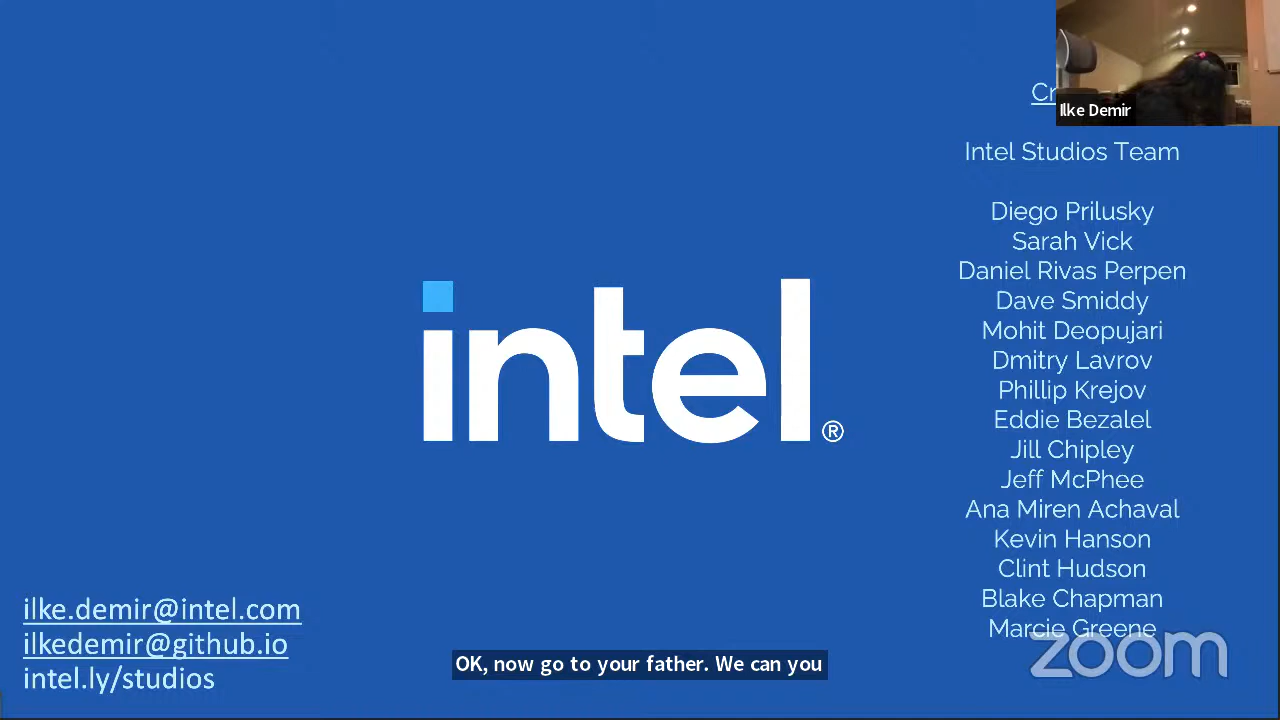 Cr
Ilke Demir
Intel Studios Team
Diego Prilusky
Sarah Vick
Daniel Rivas Perpen
Dave Smiddy
Mohit Deopujari
Dmitry Lavrov
Phillip Krejov
Eddie Bezalel
Jill Chipley
Jeff McPhee
Ana Miren Achaval
Kevin Hanson
Clint Hudson
Blake Chapman
Marcie Greene
intel®
ilke.demir@intel.com
ilkedemir@github.io
intel.ly/studios
OK, now go to your father. We can you
zoom